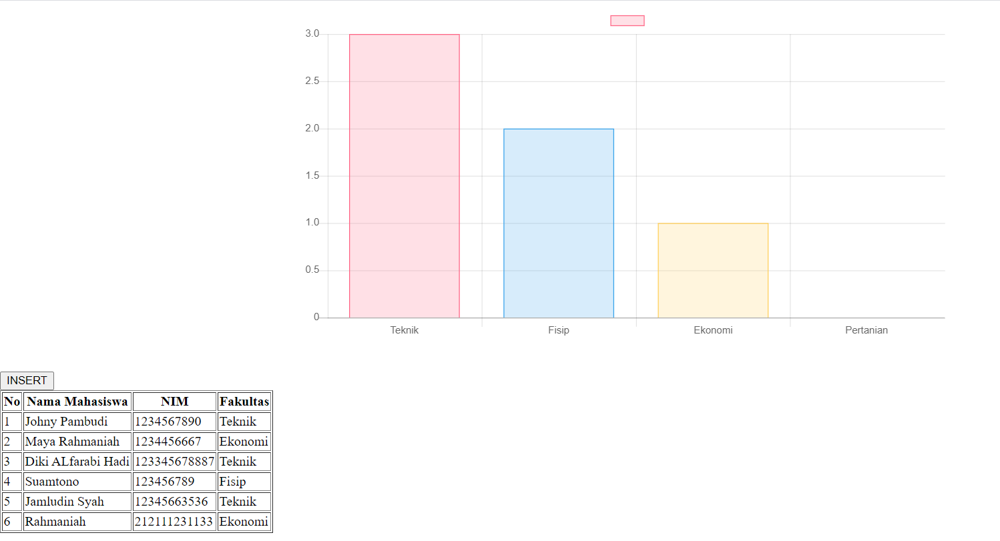 3.0
2.5
2.0
1.5
1.0
0.5
0
Teknik Fisip Ekonomi Pertanian
INSERT
No Nama Mahasiswa NIM Fakultas
1 Johny Pambudi 1234567890 Teknik
2 Maya Rahmaniah 1234456667 Ekonomi
3 Diki ALfarabi Hadi 123345678887 Teknik
4 Suamtono 123456789 Fisip
5 Jamludin Syah 12345663536 Teknik
6 Rahmaniah 212111231133 Ekonomi